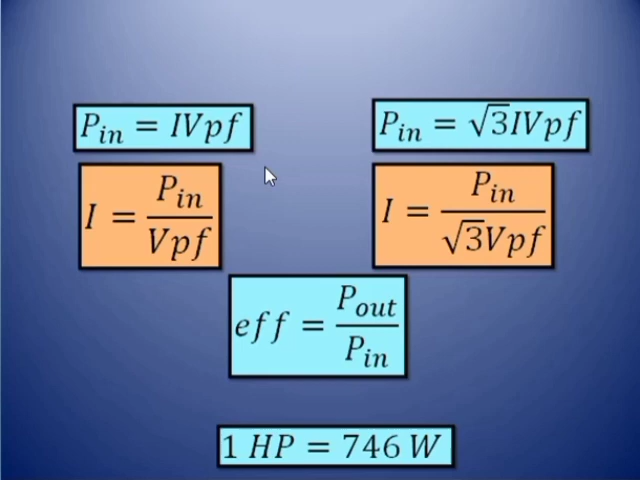 P_in = IVpf
P_in = √3IVpf
I = P_in / Vpf
I = P_in / √3Vpf
eff = P_out / P_in
1 HP = 746 W